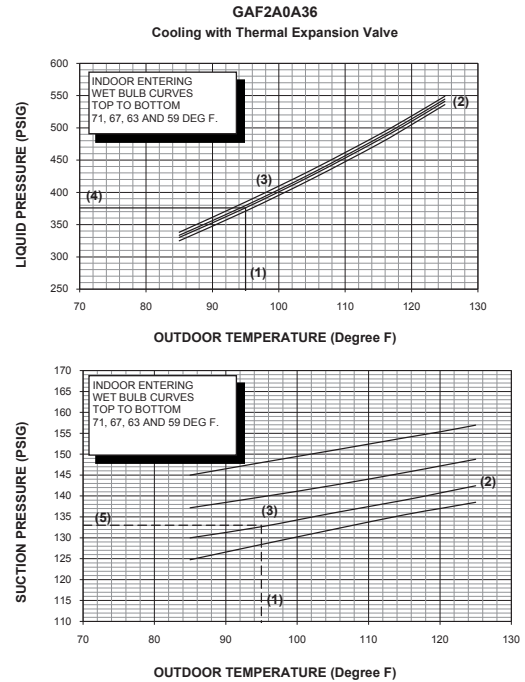 GAF2A0A36
Cooling with Thermal Expansion Valve
LIQUID PRESSURE (PSIG)
600
550
500
450
400
350
300
250
INDOOR ENTERING
WET BULB CURVES
TOP TO BOTTOM
71, 67, 63 AND 59 DEG F.
(2)
(3)
(4)
(1)
70 80 90 100 110 120 130
OUTDOOR TEMPERATURE (Degree F)
SUCTION PRESSURE (PSIG)
170
165
160
155
150
145
140
135
130
125
120
115
110
INDOOR ENTERING
WET BULB CURVES
TOP TO BOTTOM
71, 67, 63 AND 59 DEG F.
(2)
(3)
(5)
(1)
70 80 90 100 110 120 130
OUTDOOR TEMPERATURE (Degree F)